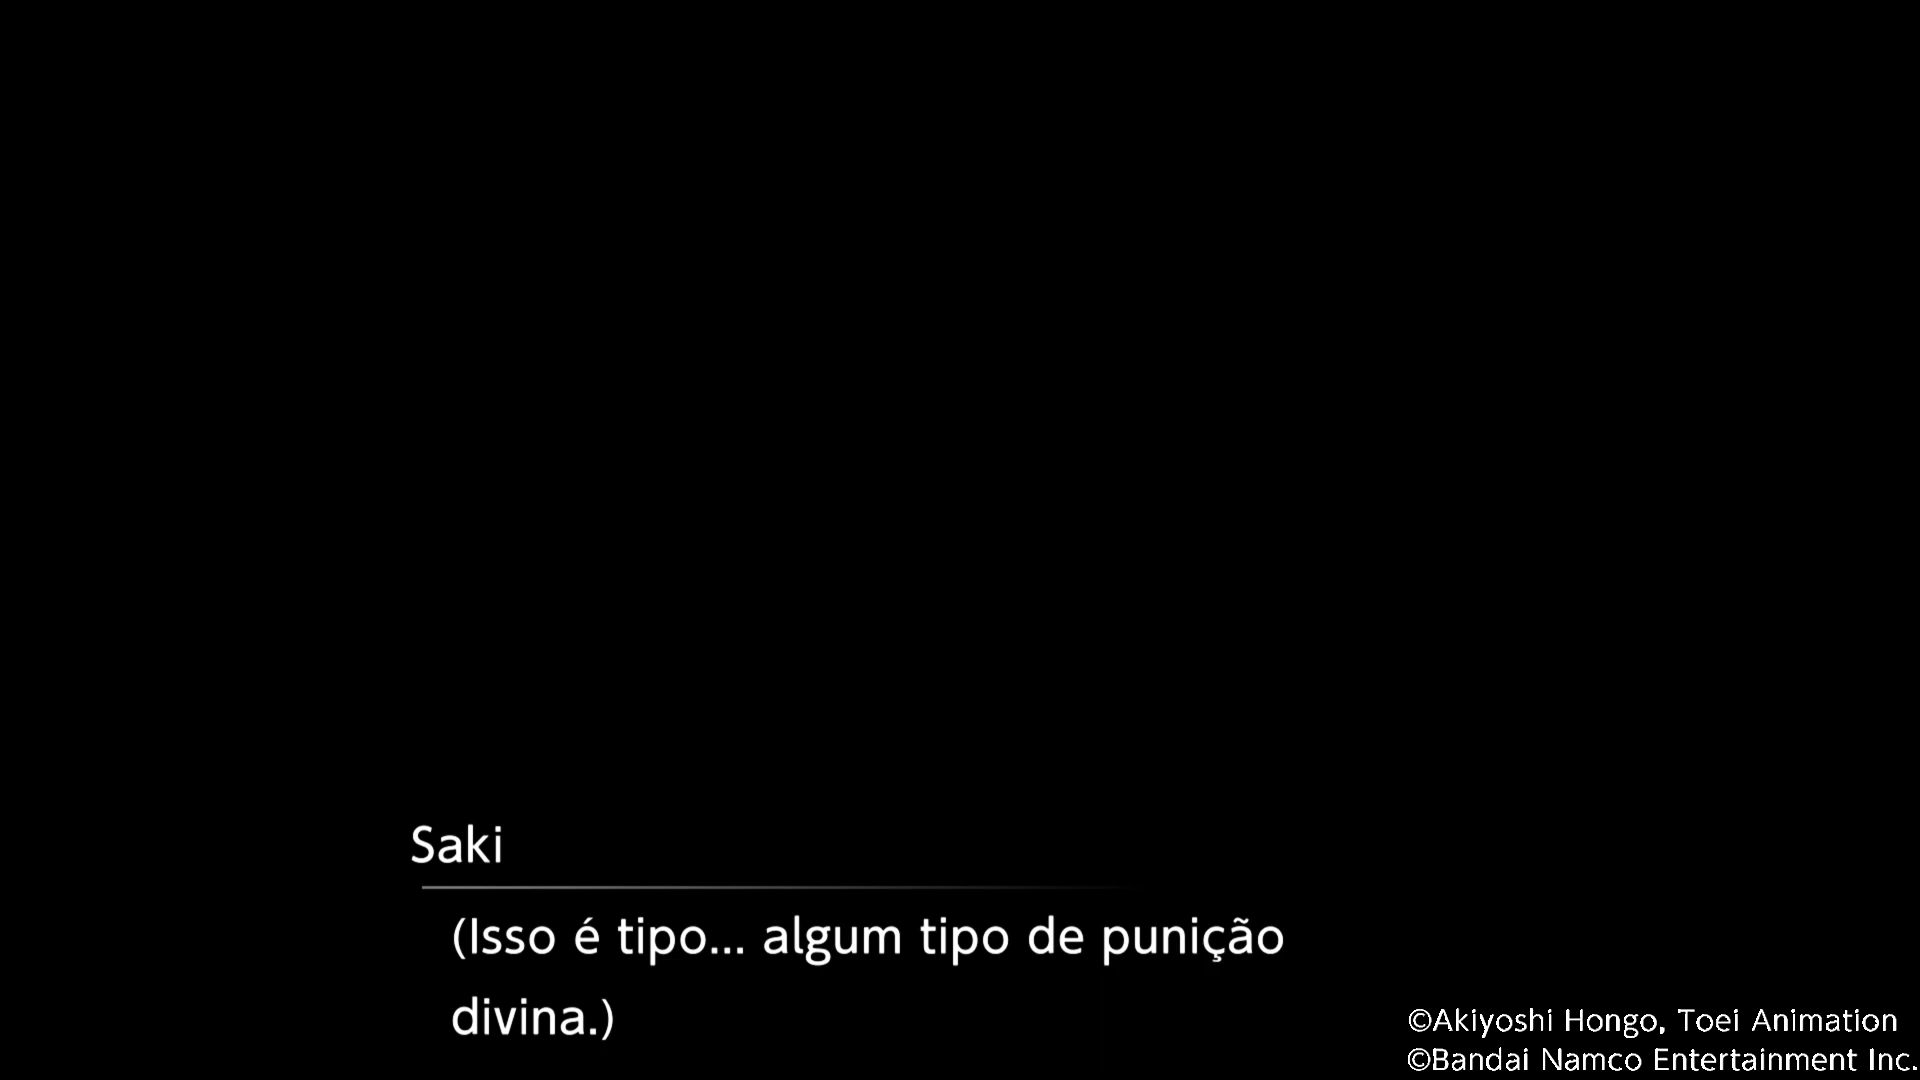 Saki
(Isso é tipo... algum tipo de punição
divina.)
©Akiyoshi Hongo, Toei Animation
©Bandai Namco Entertainment Inc.